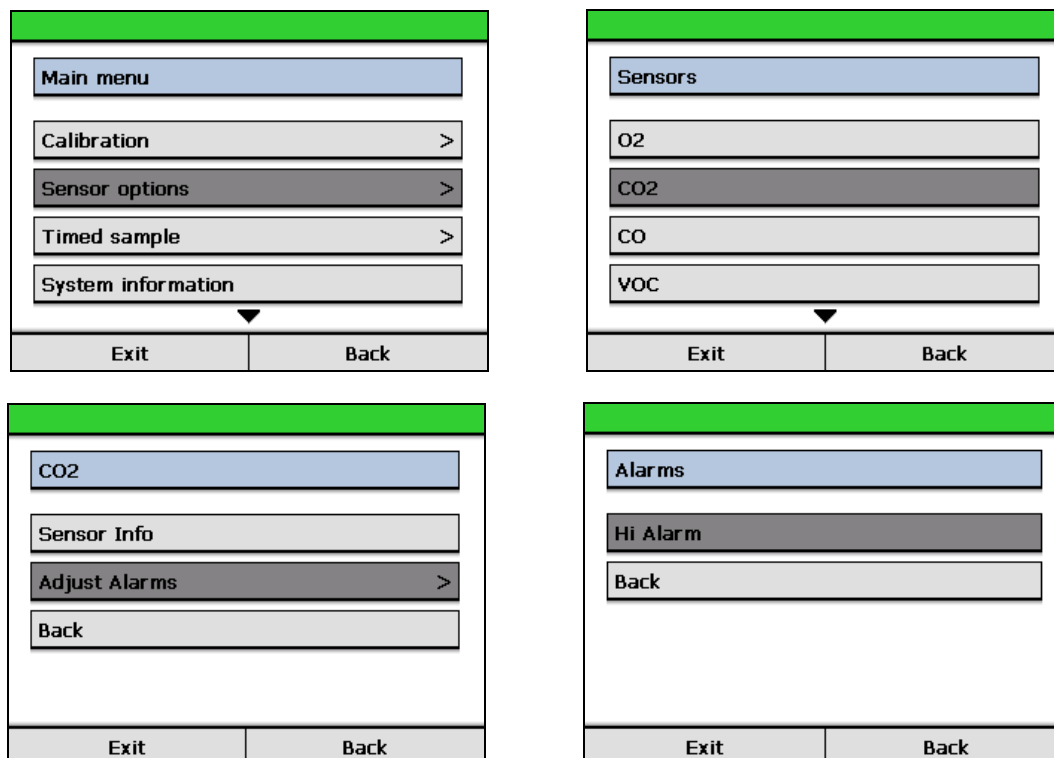 Main menu
Calibration >
Sensor options >
Timed sample >
System information
Exit Back
Sensors
O2
CO2
CO
VOC
Exit Back
CO2
Sensor Info
Adjust Alarms >
Back
Exit Back
Alarms
Hi Alarm
Back
Exit Back